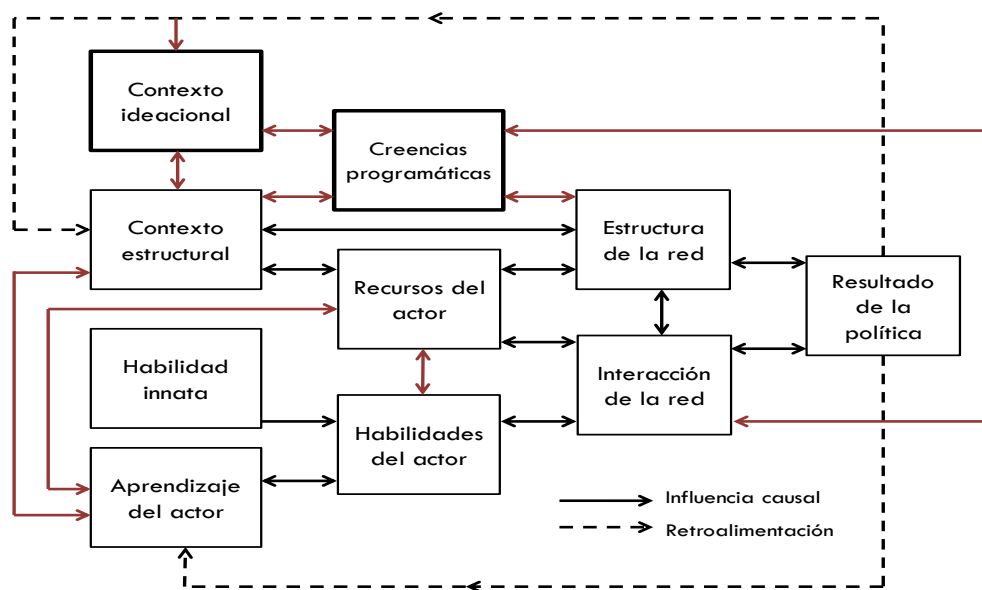 Contexto
ideacional
Creencias
programáticas
Contexto
estructural
Estructura
de la red
Recursos del
actor
Resultado
de la
política
Habilidad
innata
Interacción
de la red
Habilidades
del actor
Aprendizaje
del actor
Influencia causal
Retroalimentación